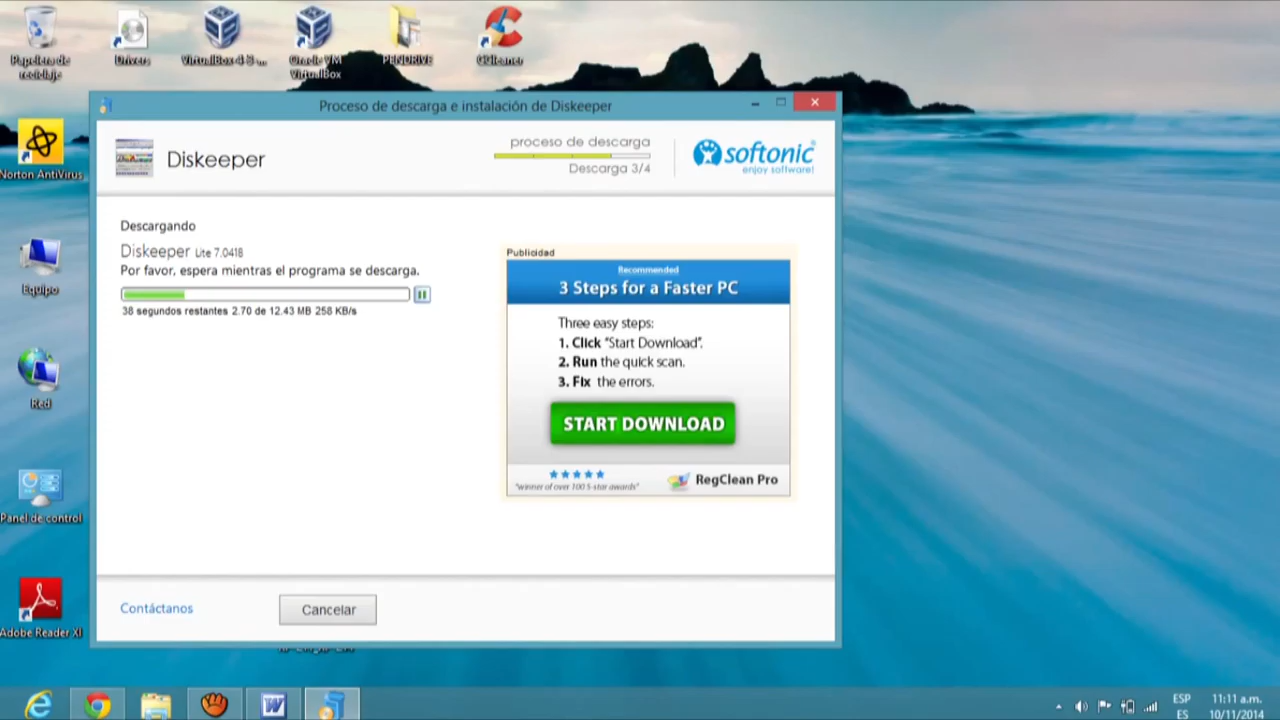 Papelera de
reciclaje
Drivers
VirtualBox-4-3-...
Oracle VM
VirtualBox
PENDRIVE
CCleaner
Norton AntiVirus
Equipo
Red
Panel de control
Adobe Reader XI
Proceso de descarga e instalación de Diskeeper
Diskeeper
proceso de descarga
Descarga 3/4
softonic
enjoy software!
Descargando
Diskeeper Lite 7.0418
Por favor, espera mientras el programa se descarga.
38 segundos restantes 2.70 de 12.43 MB 258 KB/s
Publicidad
Recommended
3 Steps for a Faster PC
Three easy steps:
1. Click "Start Download".
2. Run the quick scan.
3. Fix the errors.
START DOWNLOAD
"winner of over 100 5-star awards"
RegClean Pro
Contáctanos
Cancelar
ESP
ES
11:11 a.m.
10/11/2014